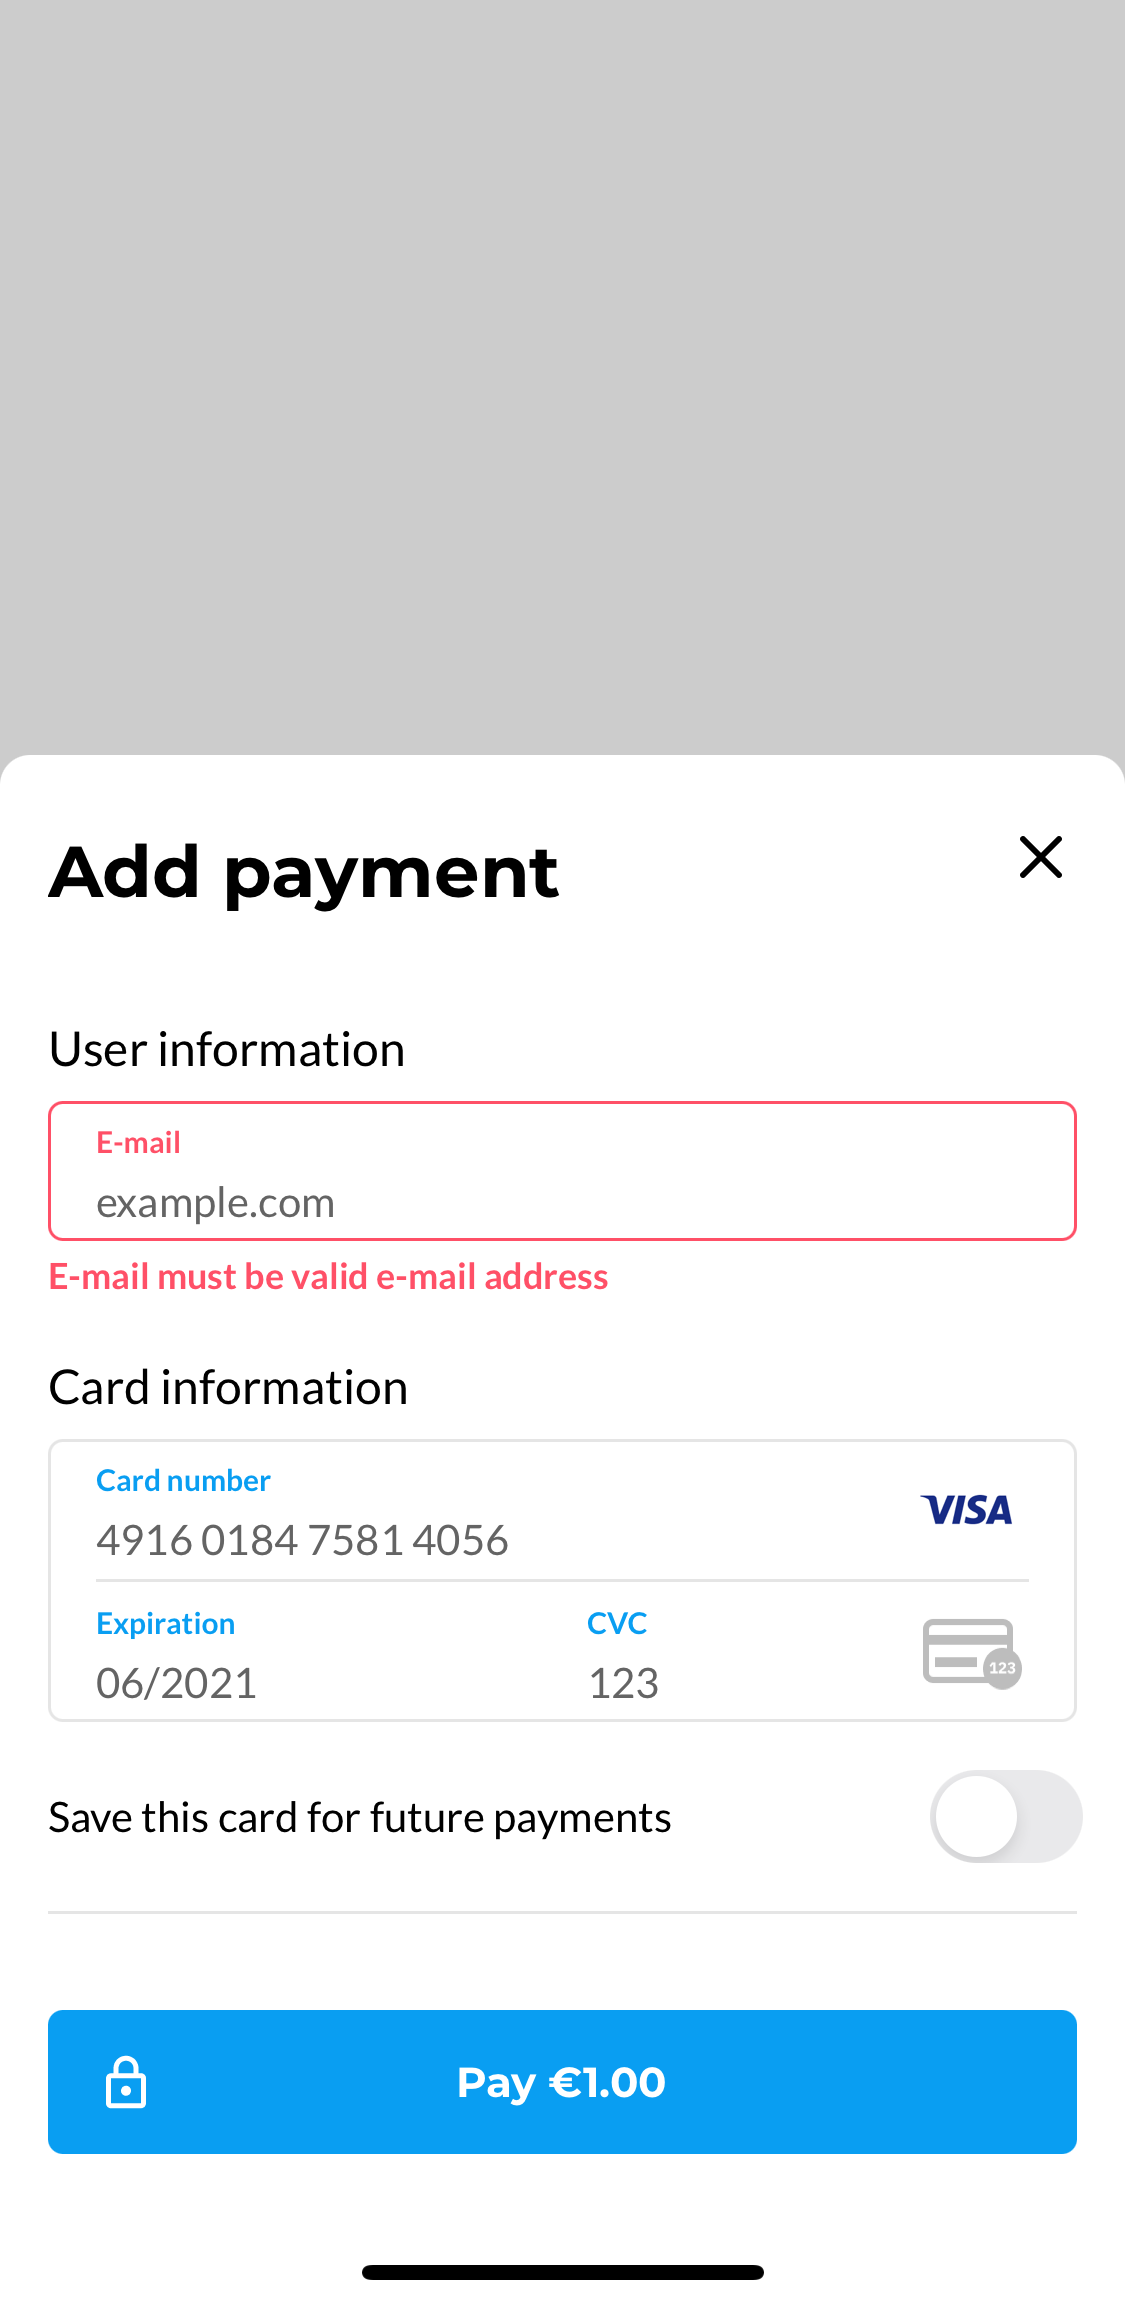 Add payment
User information
E-mail
example.com
E-mail must be valid e-mail address
Card information
Card number
4916 0184 7581 4056
VISA
Expiration
CVC
06/2021
123
123
Save this card for future payments
Pay €1.00